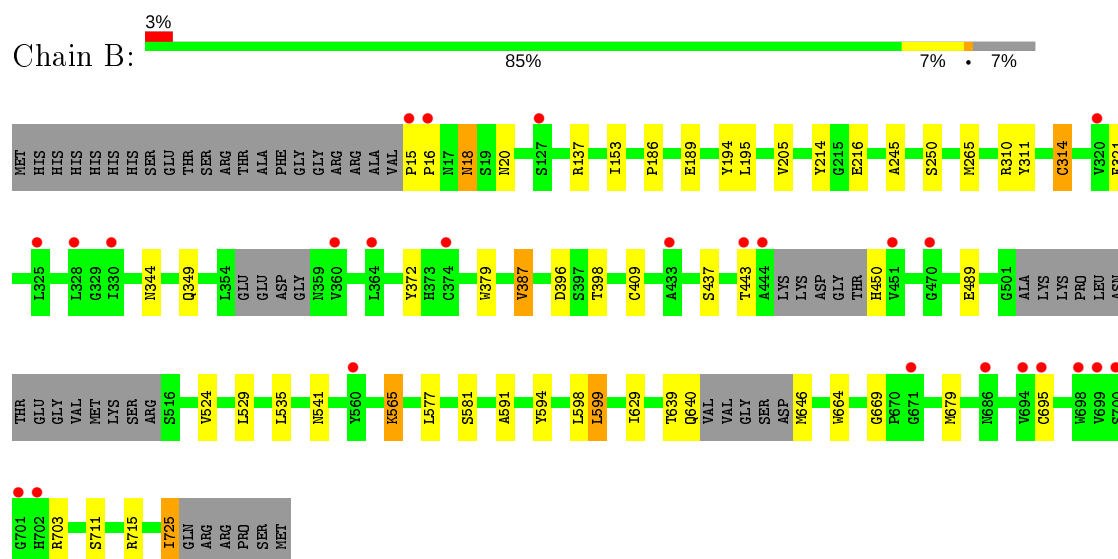 3%
Chain B:
85%
7%
•
7%
MET HIS HIS HIS HIS HIS HIS SER GLU THR SER ARG THR ALA PHE GLY GLY ARG ARG ALA VAL P15 P16 N17 N18 S19 N20 S127 R137 I153 P186 E189 Y194 L195 V205 Y214 G215 E216 A245 S250 M265 R310 Y311 C314 V320 E321
L325 L328 G329 I330 N344 Q349 L354 GLU GLU ASP GLY N359 V360 L364 Y372 H373 C374 W379 V387 D396 S397 T398 C409 A433 S437 T443 A444 LYS LYS ASP GLY THR H450 V451 G470 E489 G501 ALA LYS LYS PRO LEU ASN
THR GLU GLY VAL MET LYS SER ARG S516 V524 L529 L535 N541 Y560 K565 L577 S581 A591 Y594 L598 L599 I629 T639 Q640 VAL VAL GLY SER ASP M646 W664 G669 P670 G671 M679 N686 V694 C695 W698 V699 S700
G701 H702 R703 S711 R715 I725 GLN ARG ARG PRO SER MET